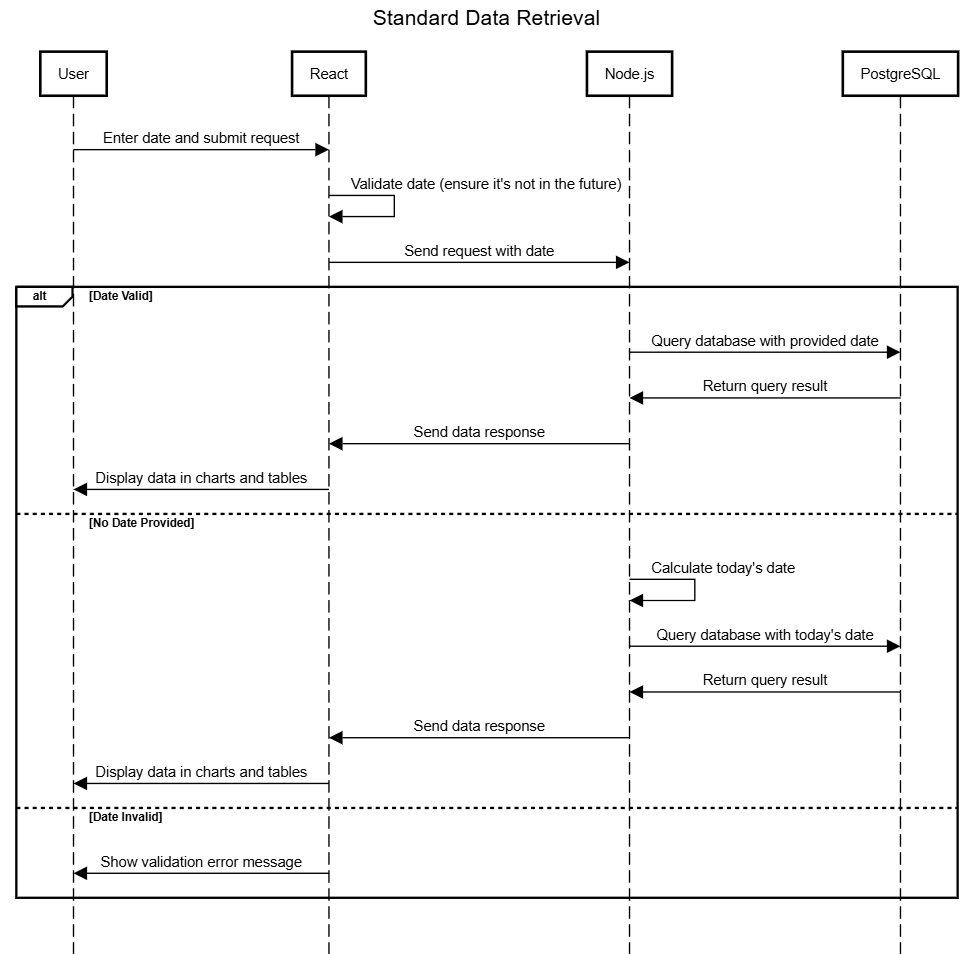 Standard Data Retrieval
User
React
Node.js
PostgreSQL
Enter date and submit request
Validate date (ensure it's not in the future)
Send request with date
alt
[Date Valid]
Query database with provided date
Return query result
Send data response
Display data in charts and tables
[No Date Provided]
Calculate today's date
Query database with today's date
Return query result
Send data response
Display data in charts and tables
[Date Invalid]
Show validation error message